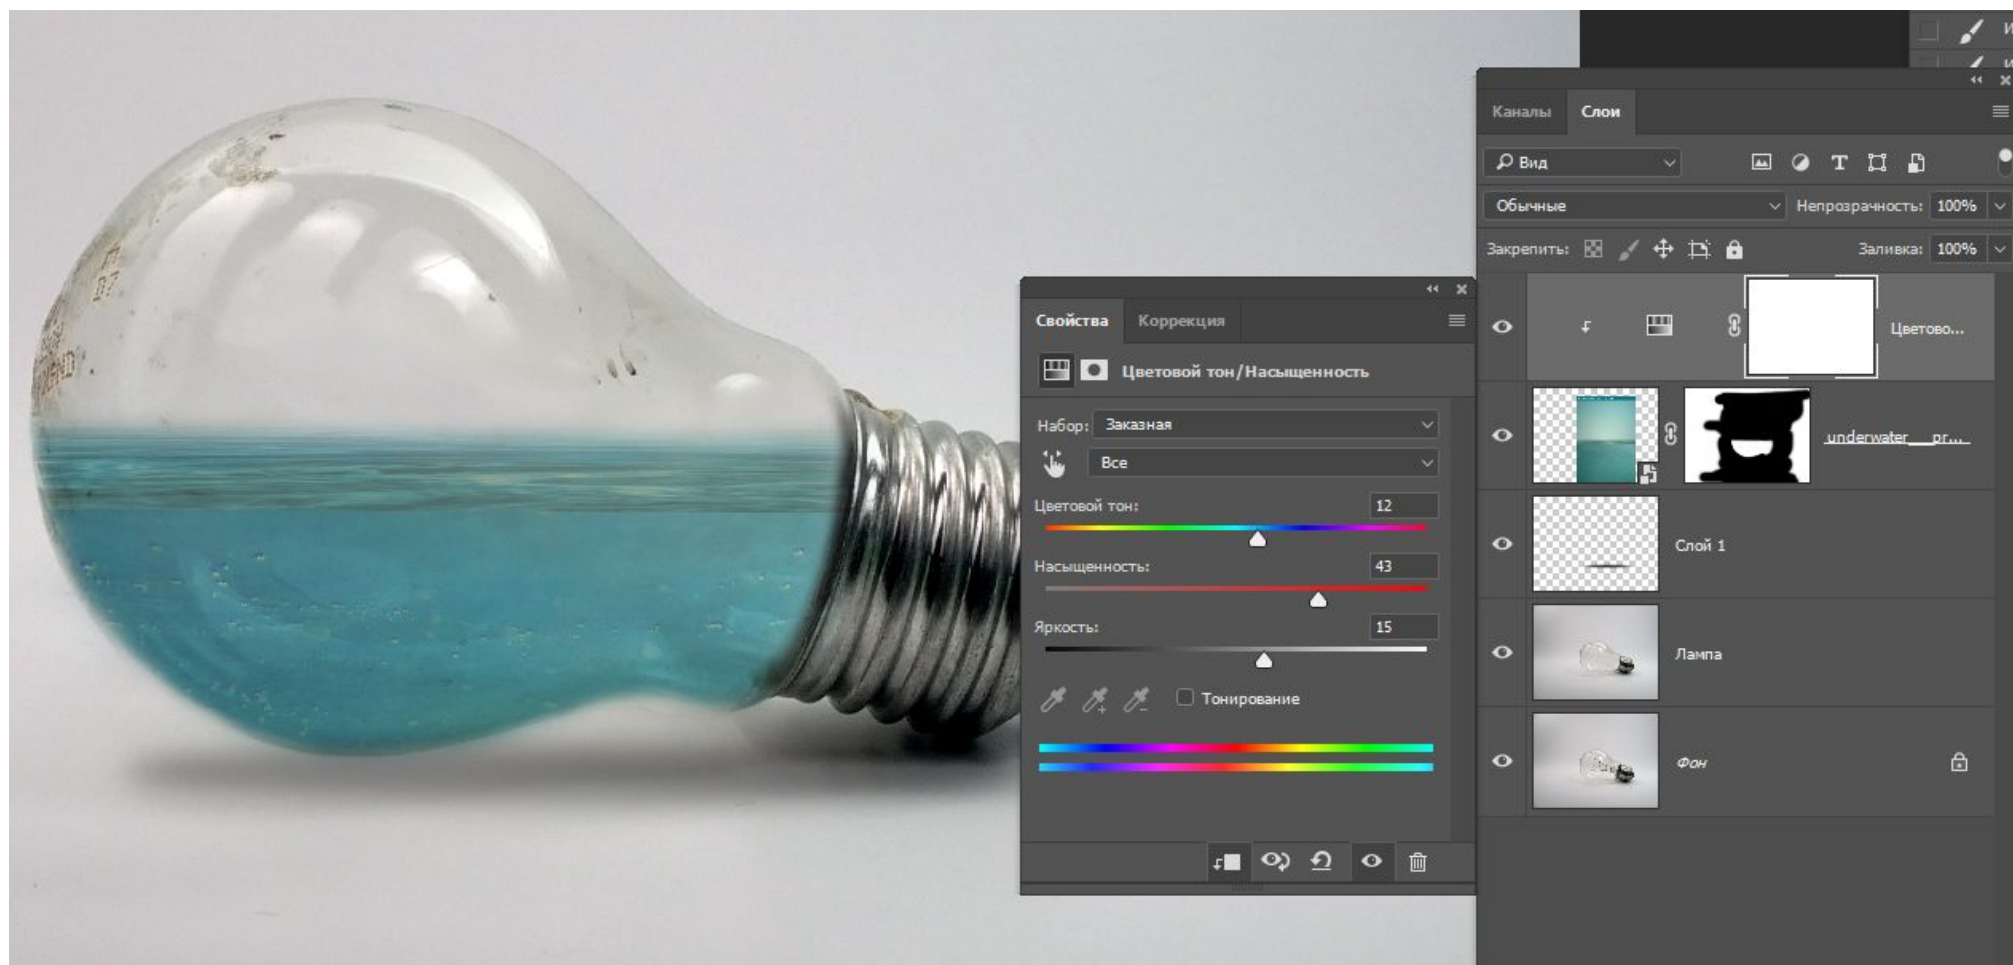 И
И
Каналы Слои
Вид
Обычные Непрозрачность: 100%
Закрепить: Заливка: 100%
Цветово...
underwater___pr...
Слой 1
Лампа
Фон
Свойства Коррекция
Цветовой тон/Насыщенность
Набор: Заказная
Все
Цветовой тон: 12
Насыщенность: 43
Яркость: 15
Тонирование